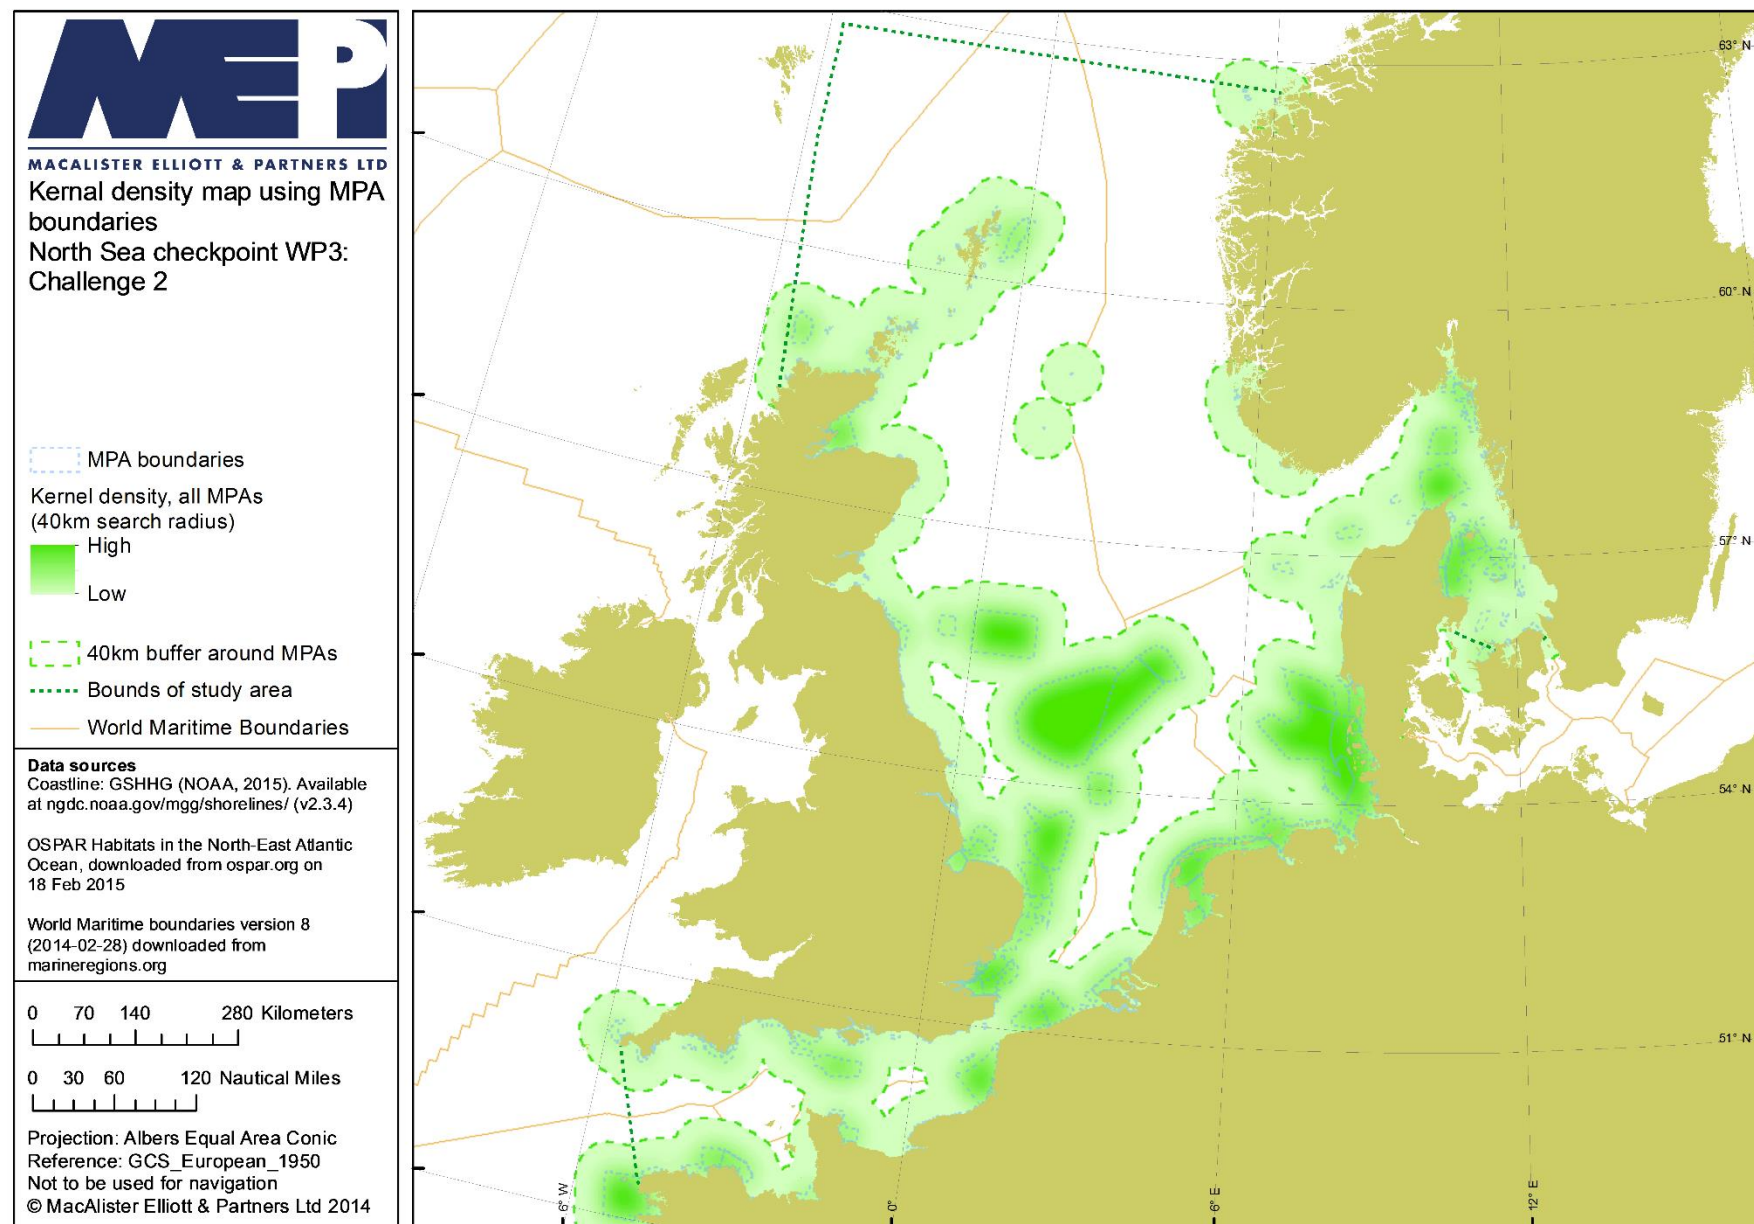 MEP
MACALISTER ELLIOTT & PARTNERS LTD
Kernal density map using MPA
boundaries
North Sea checkpoint WP3:
Challenge 2
MPA boundaries
Kernel density, all MPAs
(40km search radius)
High
Low
40km buffer around MPAs
Bounds of study area
World Maritime Boundaries
Data sources
Coastline: GSHHG (NOAA, 2015). Available
at ngdc.noaa.gov/mgg/shorelines/ (v2.3.4)
OSPAR Habitats in the North-East Atlantic
Ocean, downloaded from ospar.org on
18 Feb 2015
World Maritime boundaries version 8
(2014-02-28) downloaded from
marineregions.org
0 70 140 280 Kilometers
0 30 60 120 Nautical Miles
Projection: Albers Equal Area Conic
Reference: GCS_European_1950
Not to be used for navigation
© MacAlister Elliott & Partners Ltd 2014
63° N
60° N
57° N
54° N
51° N
6° W
0°
6° E
12° E